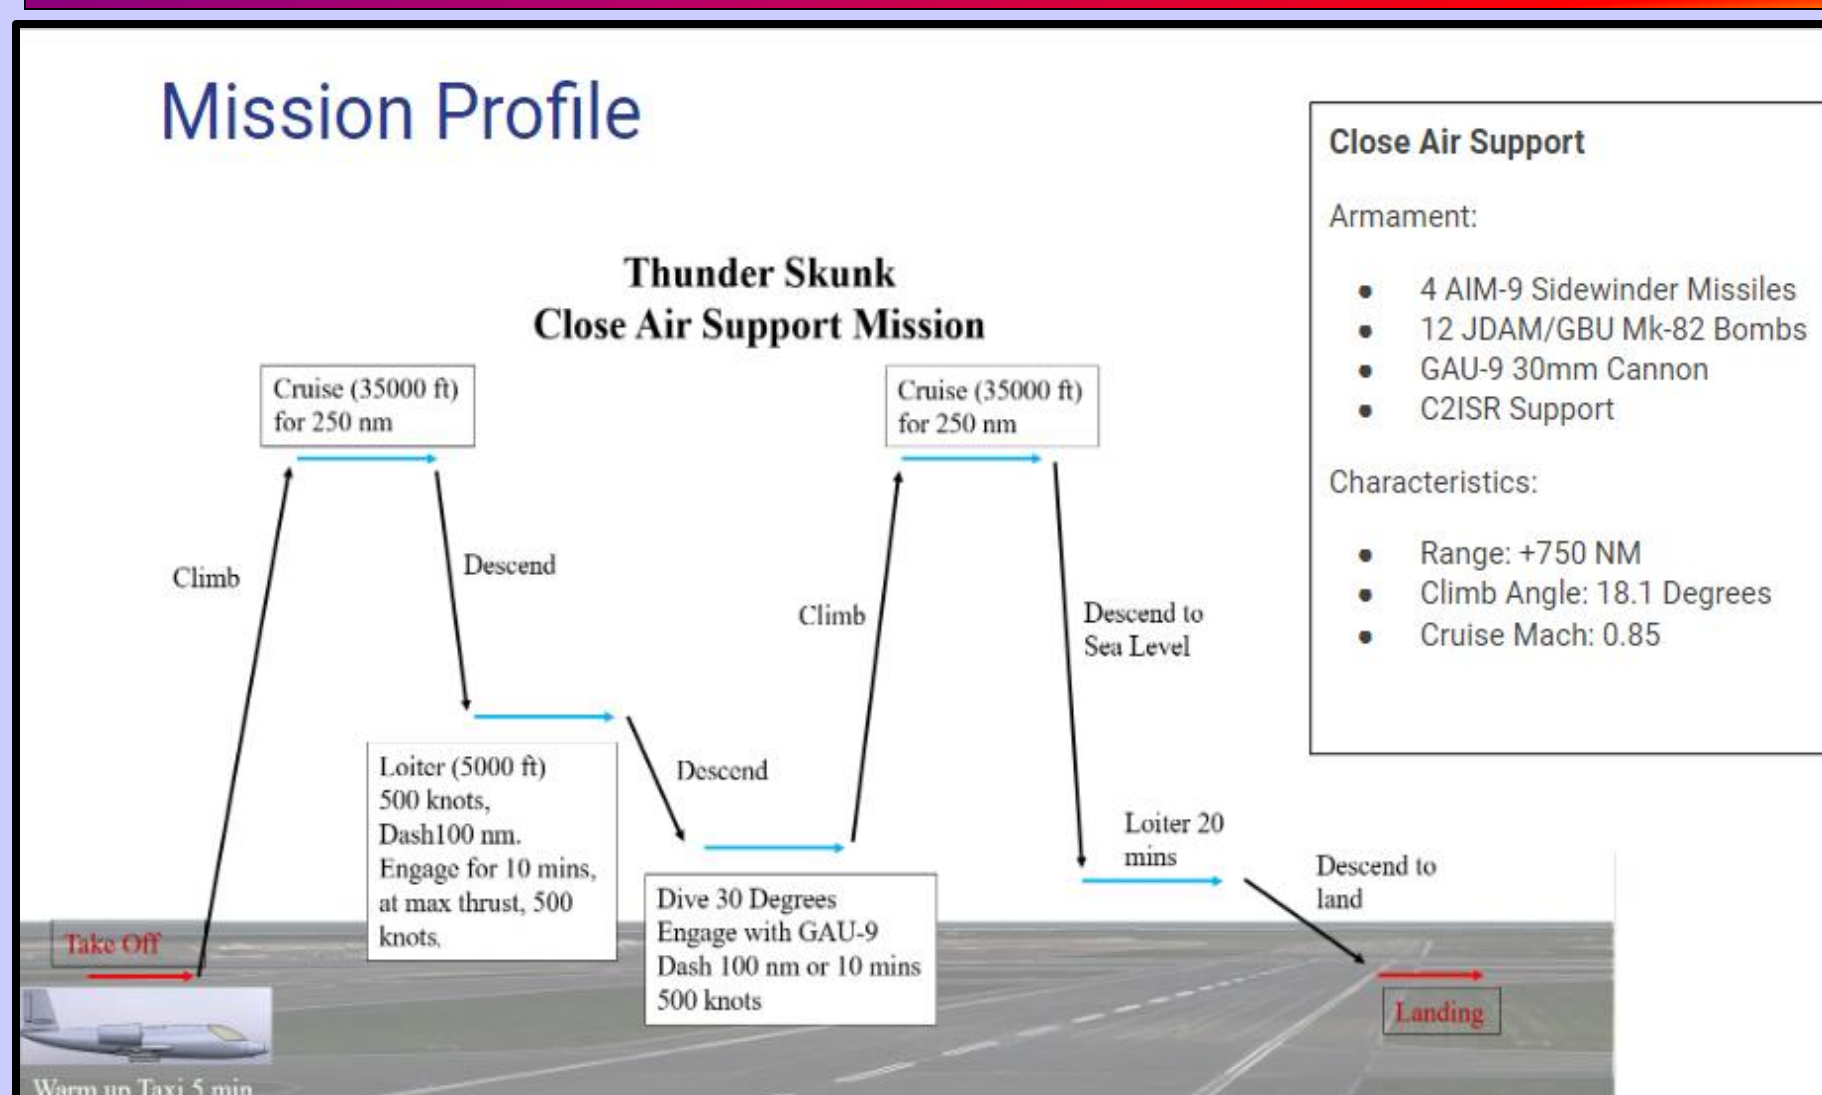 Mission Profile
Thunder Skunk
Close Air Support Mission
Cruise (35000 ft)
for 250 nm
Cruise (35000 ft)
for 250 nm
Climb
Descend
Climb
Descend to
Sea Level
Loiter (5000 ft)
500 knots,
Dash100 nm.
Engage for 10 mins,
at max thrust, 500
knots.
Descend
Dive 30 Degrees
Engage with GAU-9
Dash 100 nm or 10 mins
500 knots
Loiter 20
mins
Descend to
land
Take Off
Landing
Warm up Taxi 5 min
Close Air Support
Armament:
● 4 AIM-9 Sidewinder Missiles
● 12 JDAM/GBU Mk-82 Bombs
● GAU-9 30mm Cannon
● C2ISR Support
Characteristics:
● Range: +750 NM
● Climb Angle: 18.1 Degrees
● Cruise Mach: 0.85